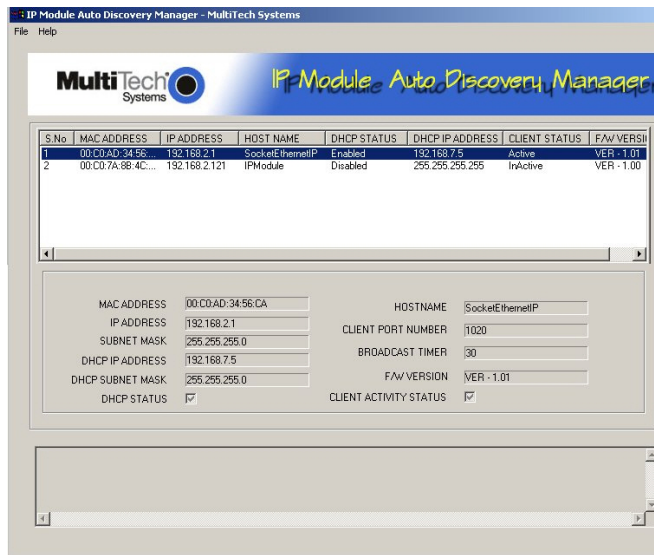 IP Module Auto Discovery Manager - MultiTech Systems
File Help
MultiTech Systems
IP Module Auto Discovery Manager
S.No MAC ADDRESS IP ADDRESS HOST NAME DHCP STATUS DHCP IP ADDRESS CLIENT STATUS F/W VERSI
1 00:C0:AD:34:56:... 192.168.2.1 SocketEthernetIP Enabled 192.168.7.5 Active VER - 1.01
2 00:C0:7A:8B:4C:... 192.168.2.121 IPModule Disabled 255.255.255.255 InActive VER - 1.00
MAC ADDRESS 00:C0:AD:34:56:CA
IP ADDRESS 192.168.2.1
SUBNET MASK 255.255.255.0
DHCP IP ADDRESS 192.168.7.5
DHCP SUBNET MASK 255.255.255.0
DHCP STATUS
HOSTNAME SocketEthernetIP
CLIENT PORT NUMBER 1020
BROADCAST TIMER 30
F/W VERSION VER - 1.01
CLIENT ACTIVITY STATUS